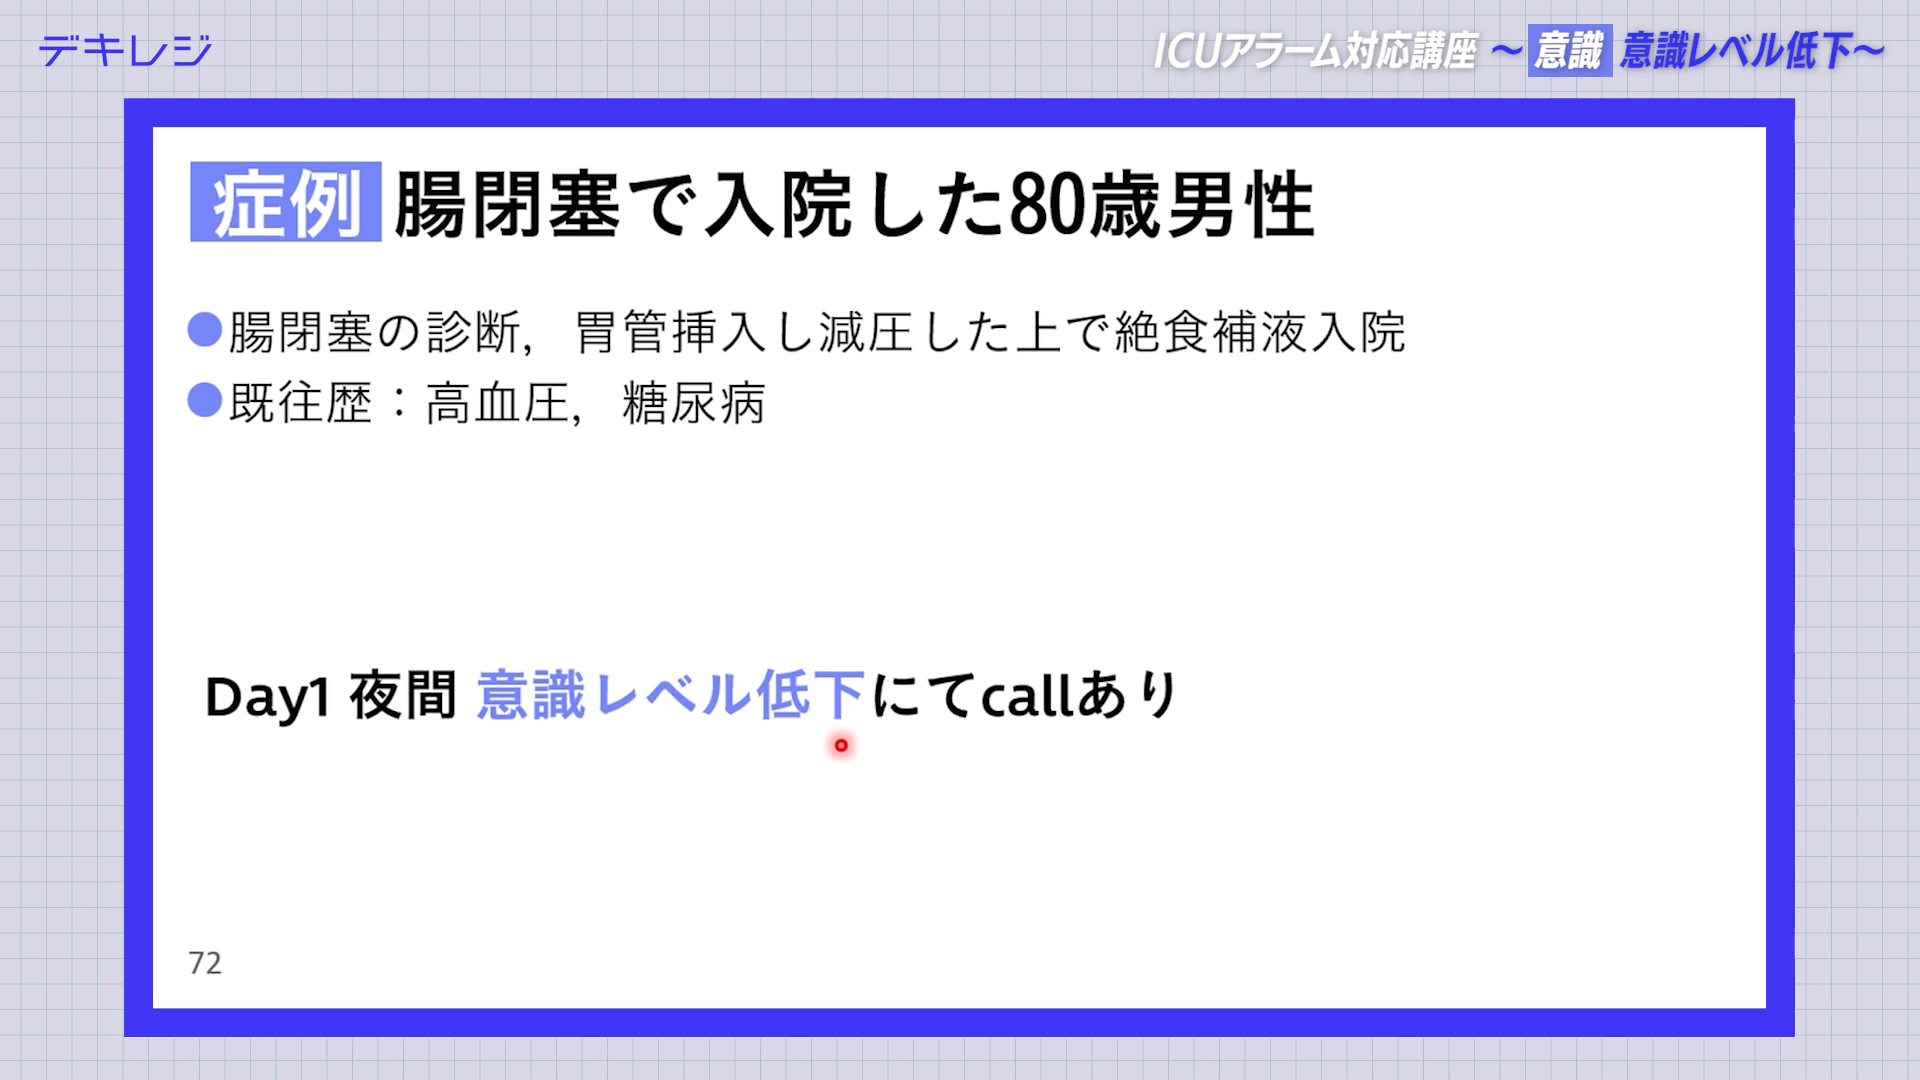 デキレジ
ICUアラーム対応講座 ～ 意識 意識レベル低下～
症例 腸閉塞で入院した80歳男性
●腸閉塞の診断，胃管挿入し減圧した上で絶食補液入院
●既往歴：高血圧，糖尿病
Day1 夜間 意識レベル低下にてcallあり
72